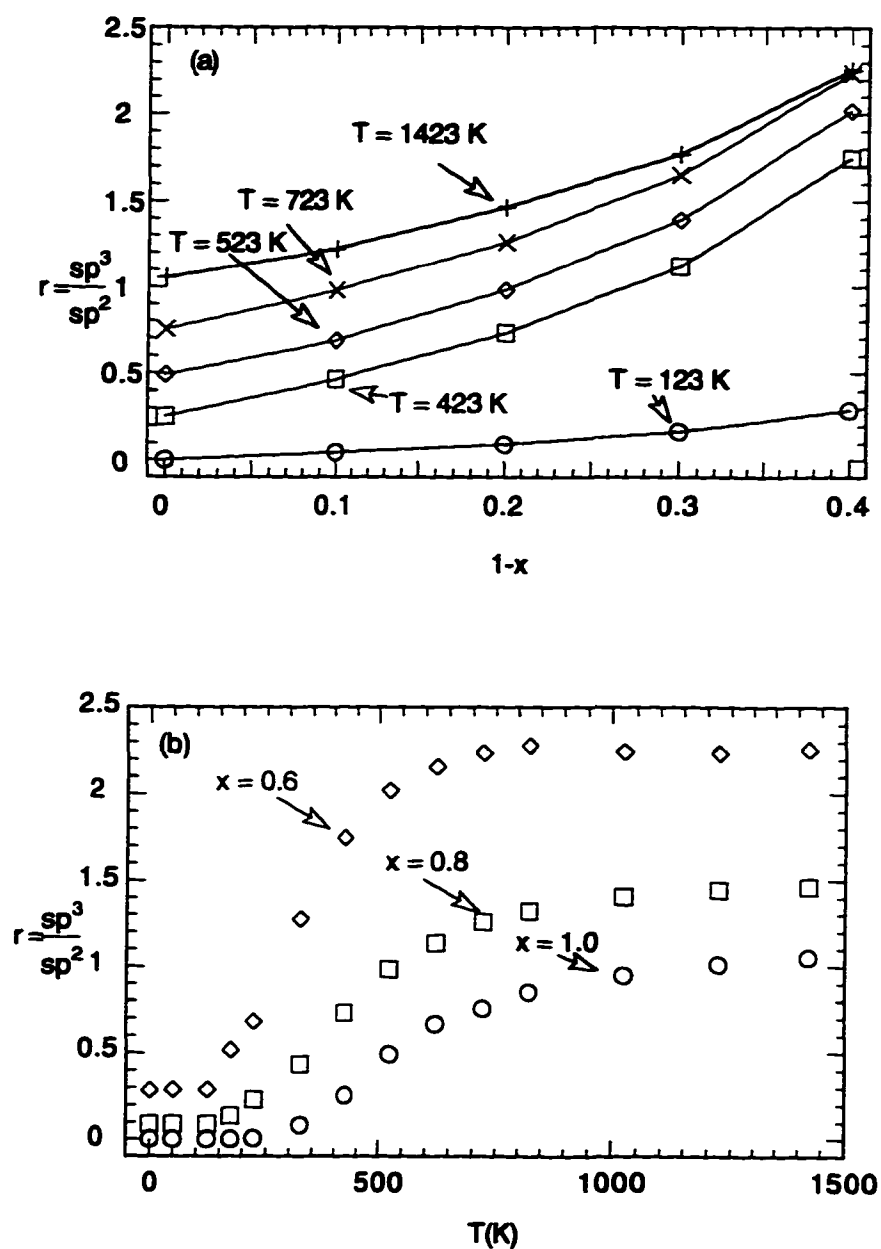 2.5
(a)
2
T = 1423 K
1.5
T = 723 K
T = 523 K
r = sp³
sp²
1
T = 123 K
0.5
T = 423 K
0
0 0.1 0.2 0.3 0.4
1-x
2.5
(b)
2
x = 0.6
1.5
x = 0.8
r = sp³
sp²
1
x = 1.0
0.5
0
0 500 1000 1500
T(K)